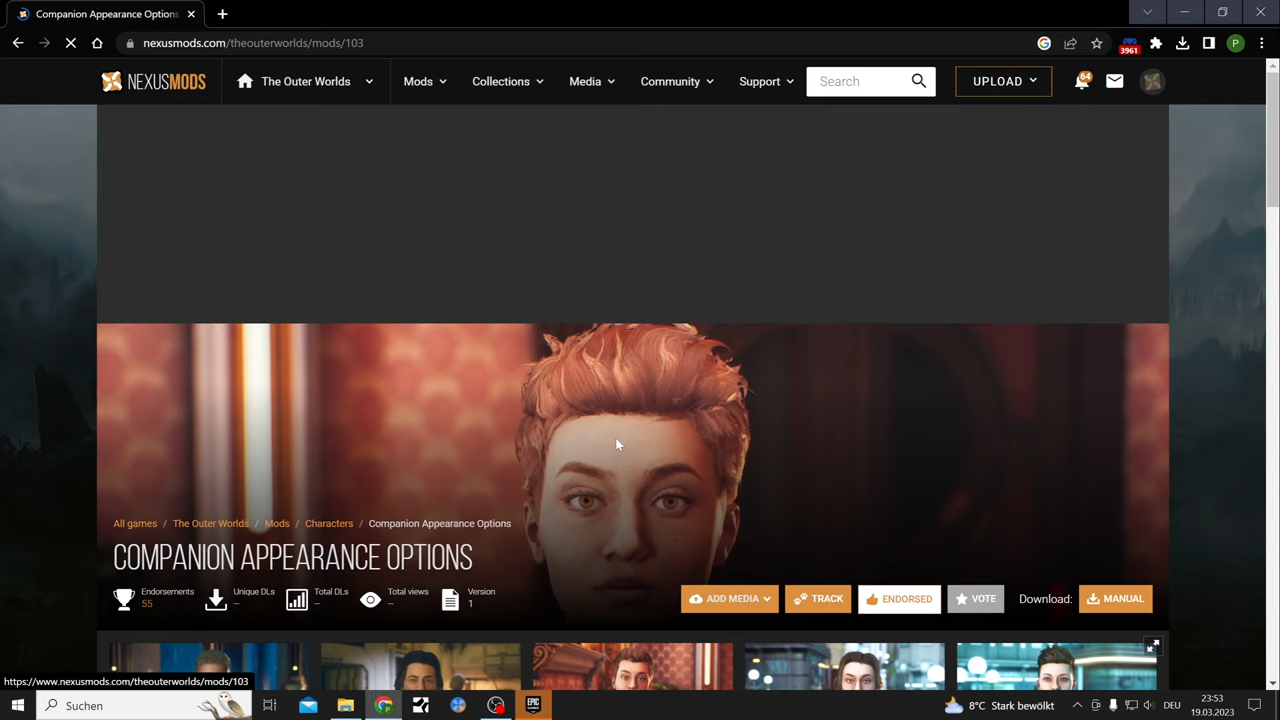 Companion Appearance Options
nexusmods.com/theouterworlds/mods/103
3961
P
NEXUSMODS
The Outer Worlds
Mods
Collections
Media
Community
Support
Search
UPLOAD
64
All games / The Outer Worlds / Mods / Characters / Companion Appearance Options
COMPANION APPEARANCE OPTIONS
Endorsements
55
Unique DLs
--
Total DLs
--
Total views
--
Version
1
ADD MEDIA
TRACK
ENDORSED
VOTE
Download:
MANUAL
https://www.nexusmods.com/theouterworlds/mods/103
Suchen
EPIC
GAMES
8°C Stark bewölkt
DEU
23:53
19.03.2023